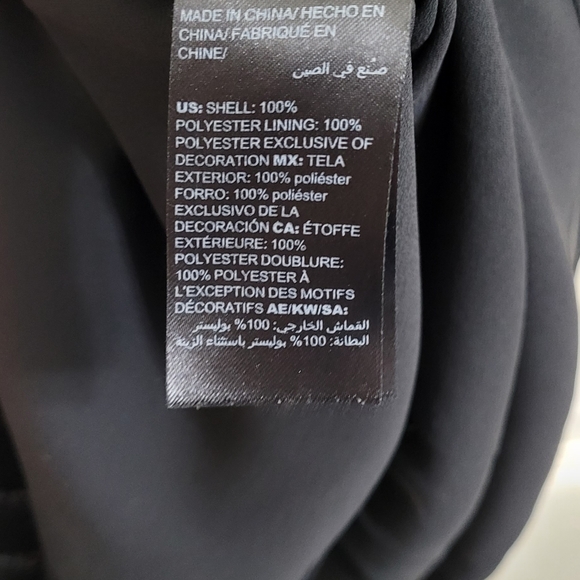 MADE IN CHINA/ HECHO EN
CHINA/ FABRIQUÉ EN
CHINE/
صُنع في الصين
US: SHELL: 100%
POLYESTER LINING: 100%
POLYESTER EXCLUSIVE OF
DECORATION MX: TELA
EXTERIOR: 100% poliéster
FORRO: 100% poliéster
EXCLUSIVO DE LA
DECORACIÓN CA: ÉTOFFE
EXTÉRIEURE: 100%
POLYESTER DOUBLURE:
100% POLYESTER À
L'EXCEPTION DES MOTIFS
DÉCORATIFS AE/KW/SA:
القماش الخارجي: 100% بوليستر
البطانة: 100% بوليستر باستثناء الزينة